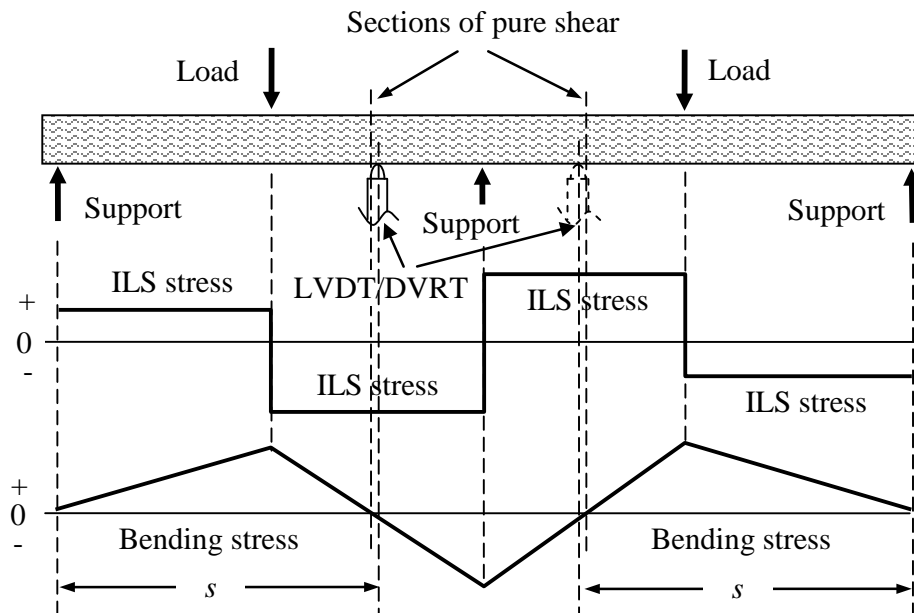 Sections of pure shear
Load
Load
Support
Support
Support
LVDT/DVRT
ILS stress
ILS stress
+
0
-
ILS stress
ILS stress
+
0
-
Bending stress
Bending stress
s
s